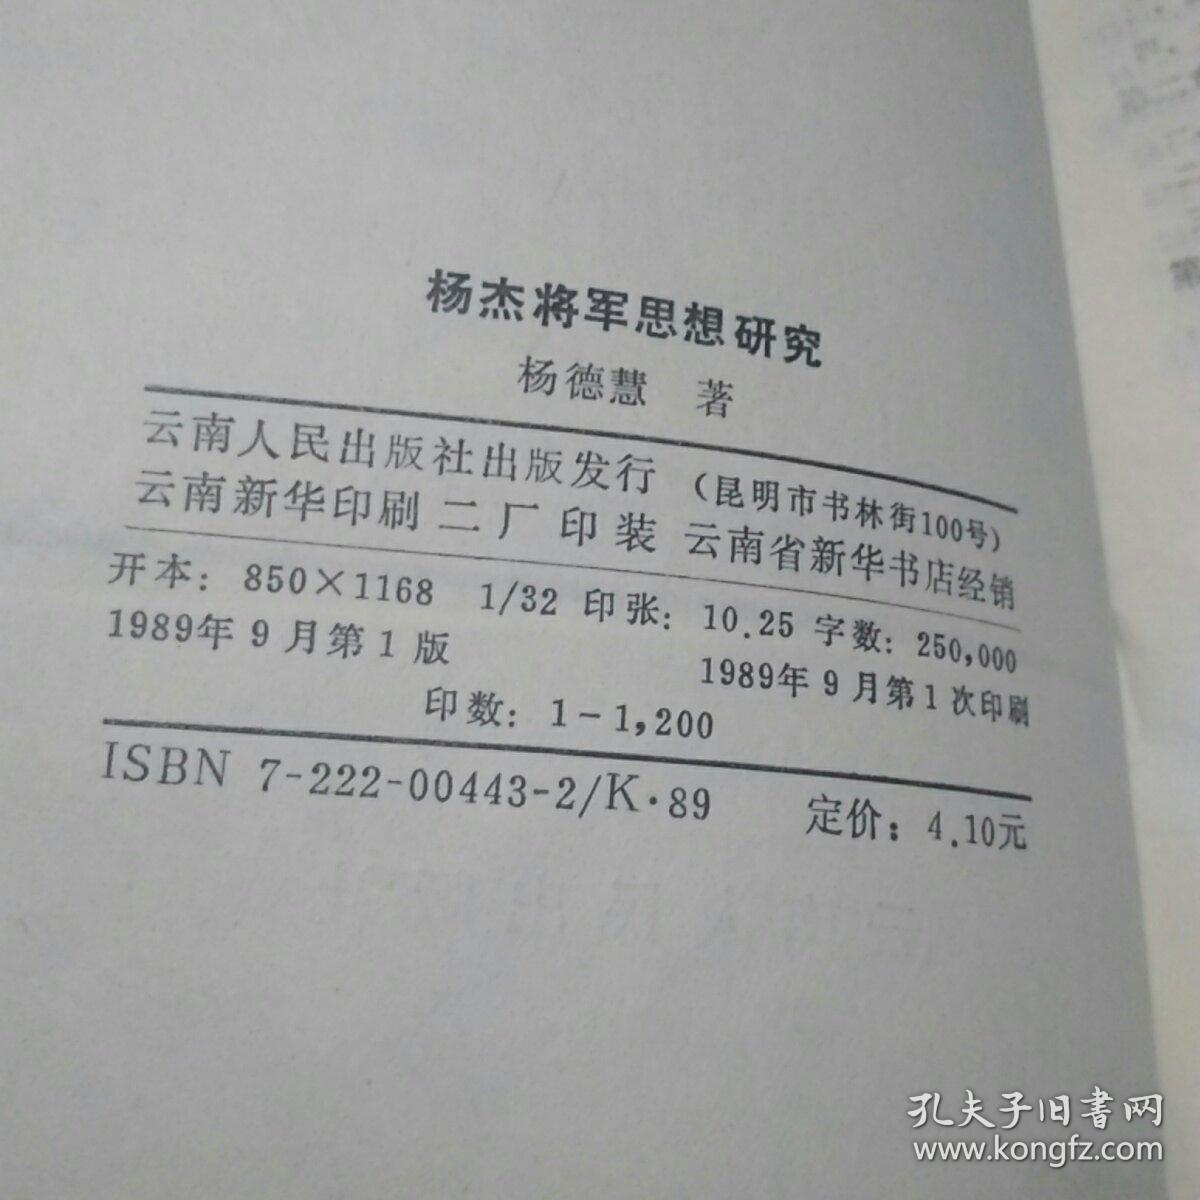 杨杰将军思想研究
杨德慧 著
云南人民出版社出版发行 (昆明市书林街100号)
云南新华印刷二厂印装 云南省新华书店经销
开本: 850×1168 1/32 印张: 10.25 字数: 250,000
1989年9月第1版 1989年9月第1次印刷
印数: 1-1,200
ISBN 7-222-00443-2/K·89 定价: 4.10元
孔夫子旧书网
www.kongfz.com